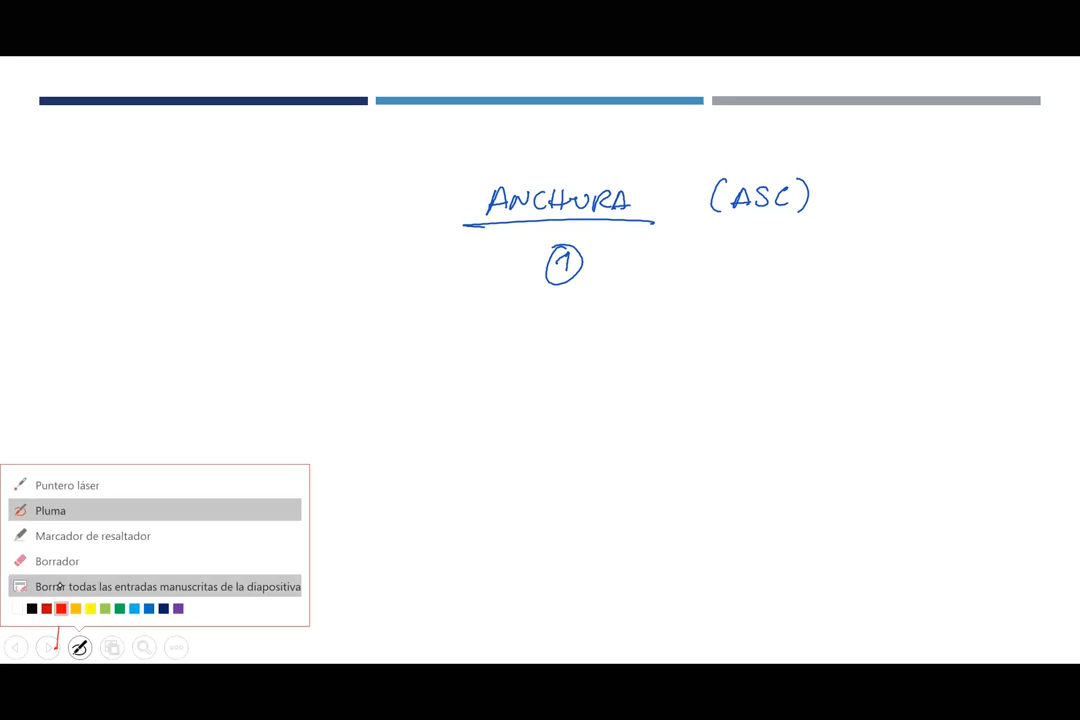 ANCHURA (ASC)
1
Puntero láser
Pluma
Marcador de resaltador
Borrador
Borrar todas las entradas manuscritas de la diapositiva